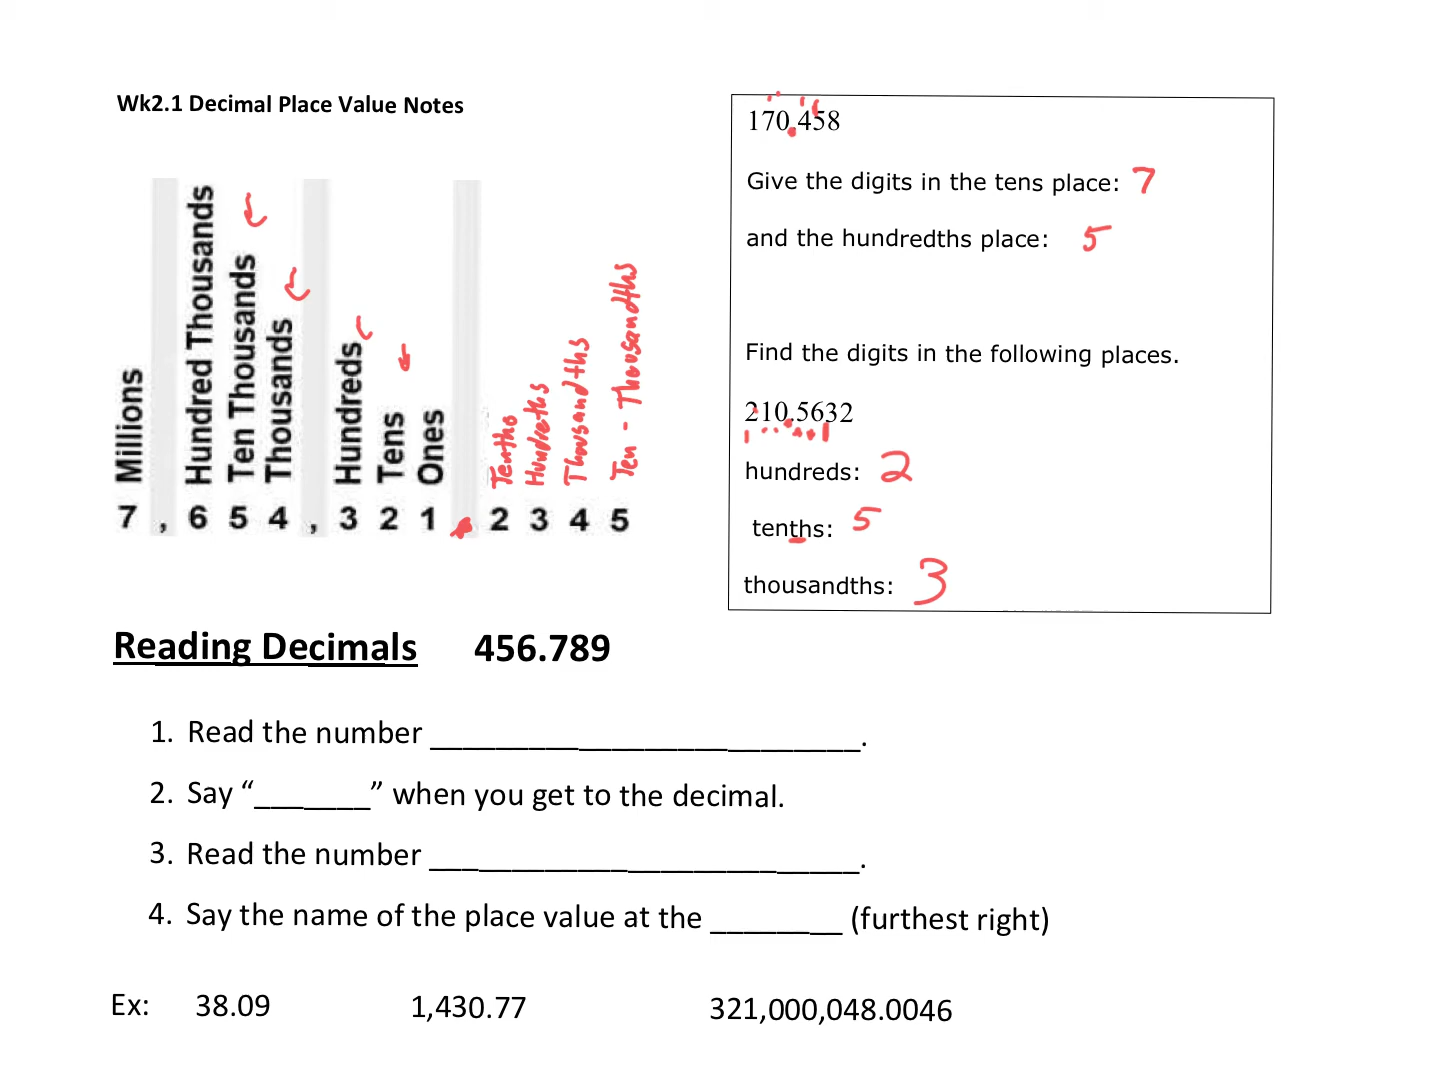 Wk2.1 Decimal Place Value Notes
Millions
Hundred Thousands
Ten Thousands
Thousands
Hundreds
Tens
Ones
Tenths
Hundreths
Thousandths
Ten - Thousandths
7 , 6 5 4 , 3 2 1 . 2 3 4 5
170.458
Give the digits in the tens place: 7
and the hundredths place: 5
Find the digits in the following places.
210.5632
hundreds: 2
tenths: 5
thousandths: 3
Reading Decimals 456.789
1. Read the number __________________________.
2. Say “_______” when you get to the decimal.
3. Read the number __________________________.
4. Say the name of the place value at the ________ (furthest right)
Ex: 38.09 1,430.77 321,000,048.0046